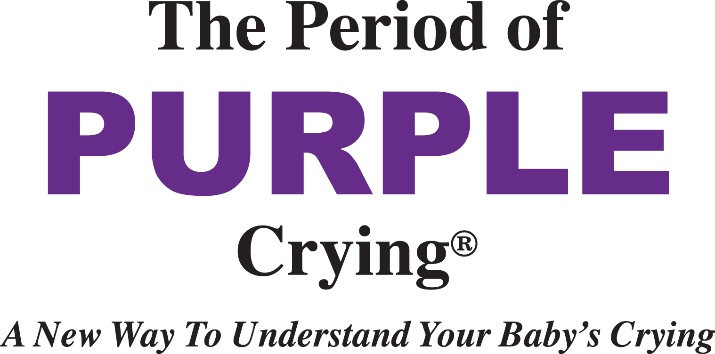 The Period of
PURPLE
Crying®
A New Way To Understand Your Baby's Crying